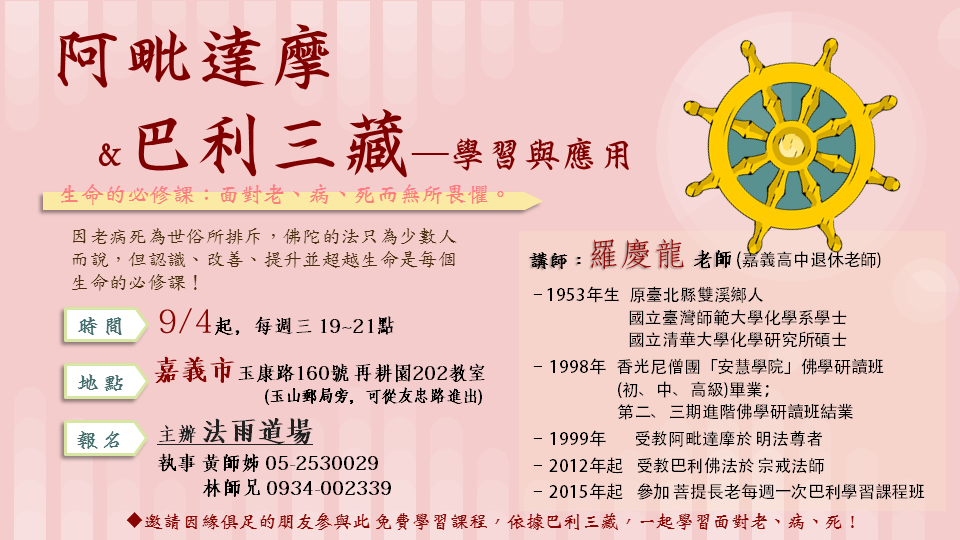 阿毗達摩
&巴利三藏—學習與應用
生命的必修課：面對老、病、死而無所畏懼。
因老病死為世俗所排斥，佛陀的法只為少數人
而說，但認識、改善、提升並超越生命是每個
生命的必修課！
時間 9/4起，每週三 19~21點
地點 嘉義市 玉康路160號 再耕園202教室
(玉山郵局旁，可從友忠路進出)
報名 主辦 法雨道場
執事 黃師姊 05-2530029
林師兄 0934-002339
講師：羅慶龍 老師 (嘉義高中退休老師)
– 1953年生 原臺北縣雙溪鄉人
國立臺灣師範大學化學系學士
國立清華大學化學研究所碩士
– 1998年 香光尼僧團「安慧學院」佛學研讀班
(初、中、高級)畢業；
第二、三期進階佛學研讀班結業
– 1999年 受教阿毗達摩於 明法尊者
– 2012年起 受教巴利佛法於 宗戒法師
– 2015年起 參加 菩提長老每週一次巴利學習課程班
◆邀請因緣俱足的朋友參與此免費學習課程，依據巴利三藏，一起學習面對老、病、死！